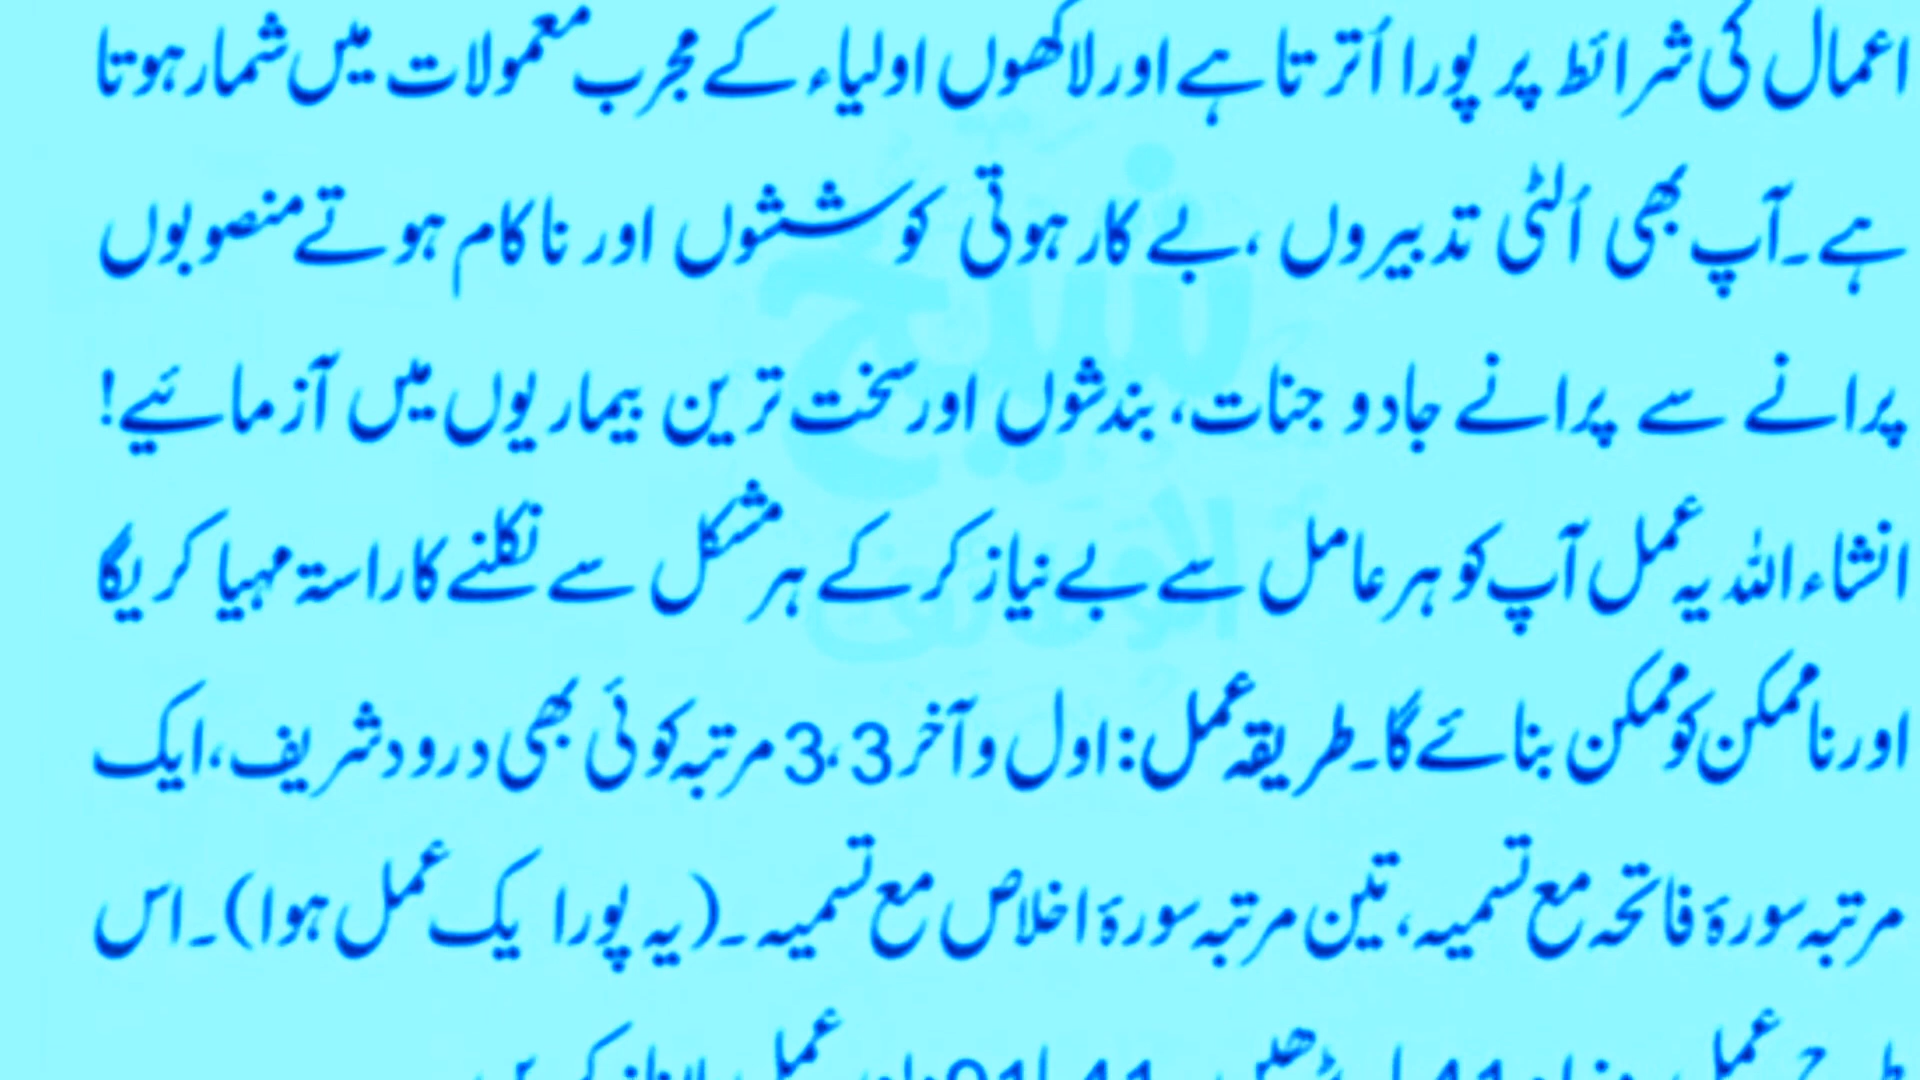 اعمال کی شرائط پر پورا اُترتا ہے اور لاکھوں اولیاء کے مجرب معمولات میں شمار ہوتا
ہے۔ آپ بھی اُلٹی تدبیروں، بے کار ہوتی کوششوں اور ناکام ہوتے منصوبوں
پرانے سے پرانے جادو جنات، بندشوں اور سخت ترین بیماریوں میں آزمائیے!
انشاء اللہ یہ عمل آپ کو ہر عامل سے بے نیاز کر کے ہر مشکل سے نکلنے کا راستہ مہیا کریگا
اور ناممکن کو ممکن بنائے گا۔ طریقہ عمل: اول و آخر 3،3 مرتبہ کوئی بھی درود شریف، ایک
مرتبہ سورۂ فاتحہ مع تسمیہ، تین مرتبہ سورۂ اخلاص مع تسمیہ۔ (یہ پورا یک عمل ہوا)۔ اس